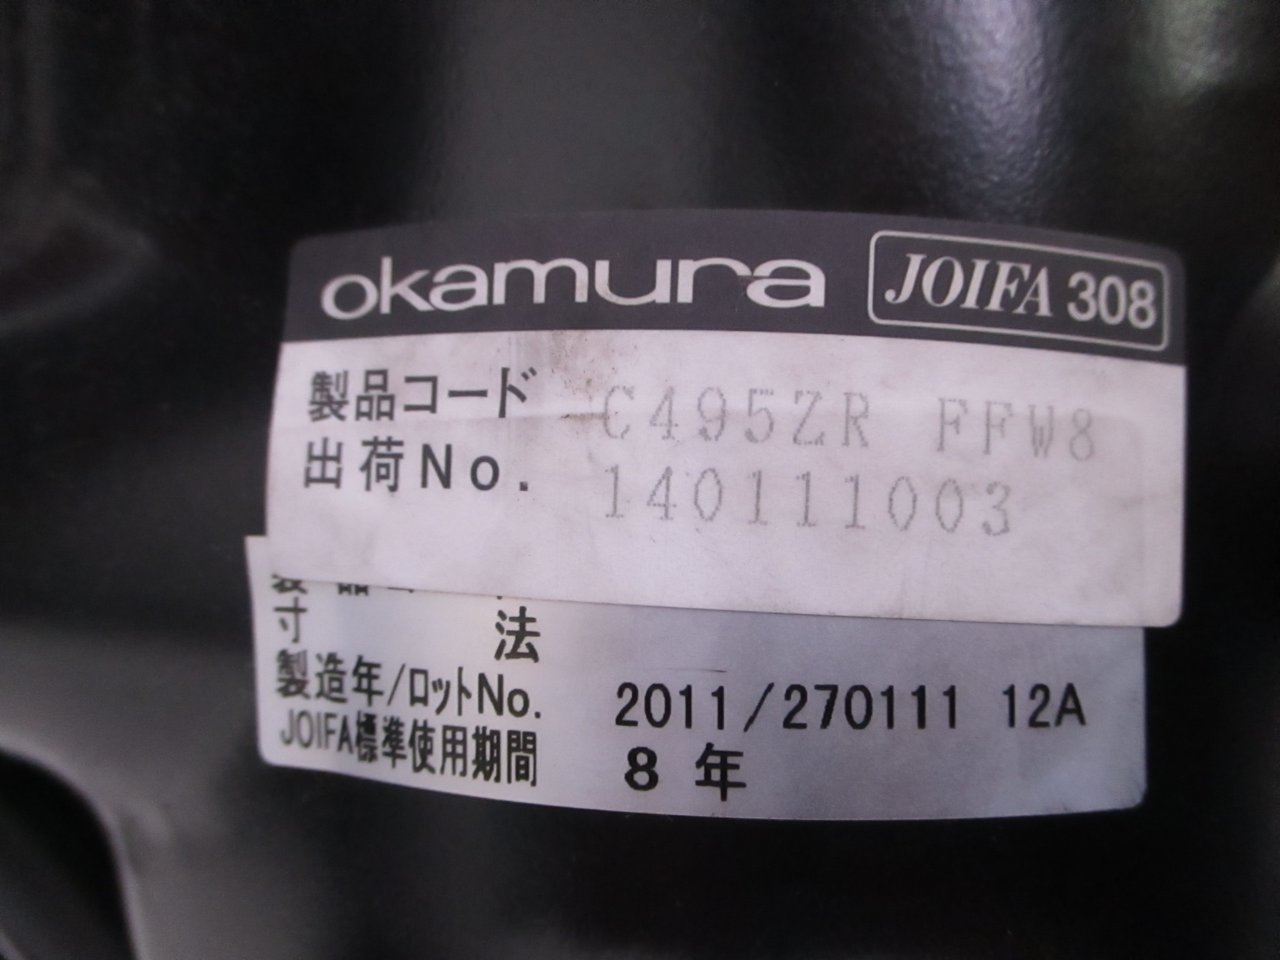 okamura JOIFA 308
製品コード C495ZR FFW8
出荷No. 140111003
寸法
製造年/ロットNo. 2011/270111 12A
JOIFA標準使用期間 8年